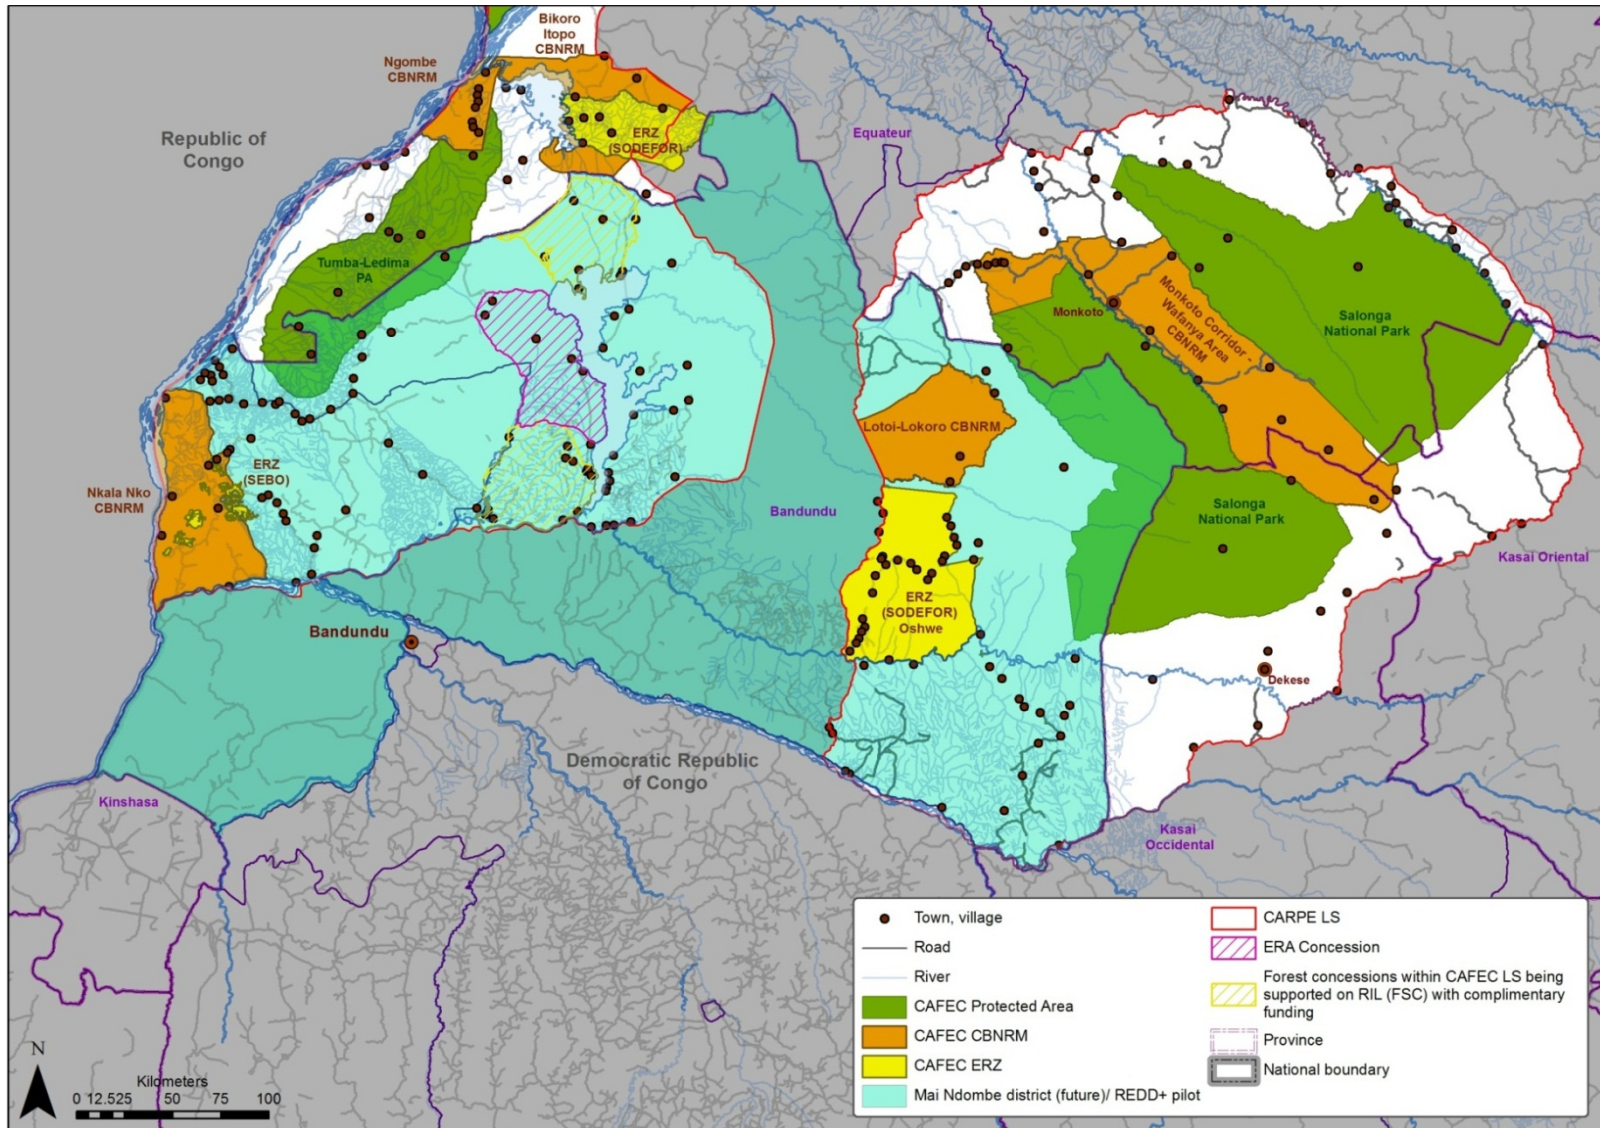 Bikoro
Itopo
CBNRM
Ngombe
CBNRM
Republic of
Congo
ERZ
(SODEFOR)
Equateur
Tumba-Ledima
PA
Monkoto
Monkoto Corridor -
Wafanya Area
CBNRM
Salonga
National Park
Lotoi-Lokoro CBNRM
ERZ
(SEBO)
Nkala Nko
CBNRM
Bandundu
Salonga
National Park
Kasai Oriental
ERZ
(SODEFOR)
Oshwe
Bandundu
Dekese
Democratic Republic
of Congo
Kinshasa
Kasai
Occidental
Town, village
Road
River
CAFEC Protected Area
CAFEC CBNRM
CAFEC ERZ
Mai Ndombe district (future)/ REDD+ pilot
CARPE LS
ERA Concession
Forest concessions within CAFEC LS being
supported on RIL (FSC) with complimentary
funding
Province
National boundary
N
Kilometers
0 12.525 50 75 100